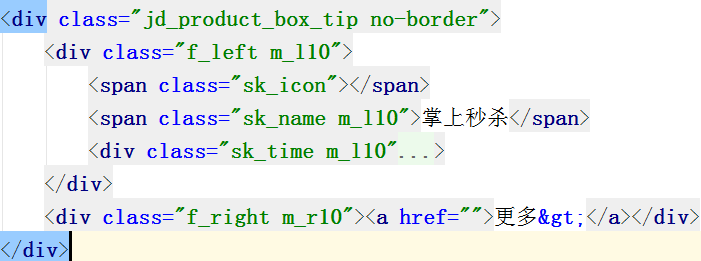 <div class="jd_product_box_tip no-border">
<div class="f_left m_l10">
<span class="sk_icon"></span>
<span class="sk_name m_l10">掌上秒杀</span>
<div class="sk_time m_l10"...>
</div>
<div class="f_right m_r10"><a href="">更多&gt;</a></div>
</div>